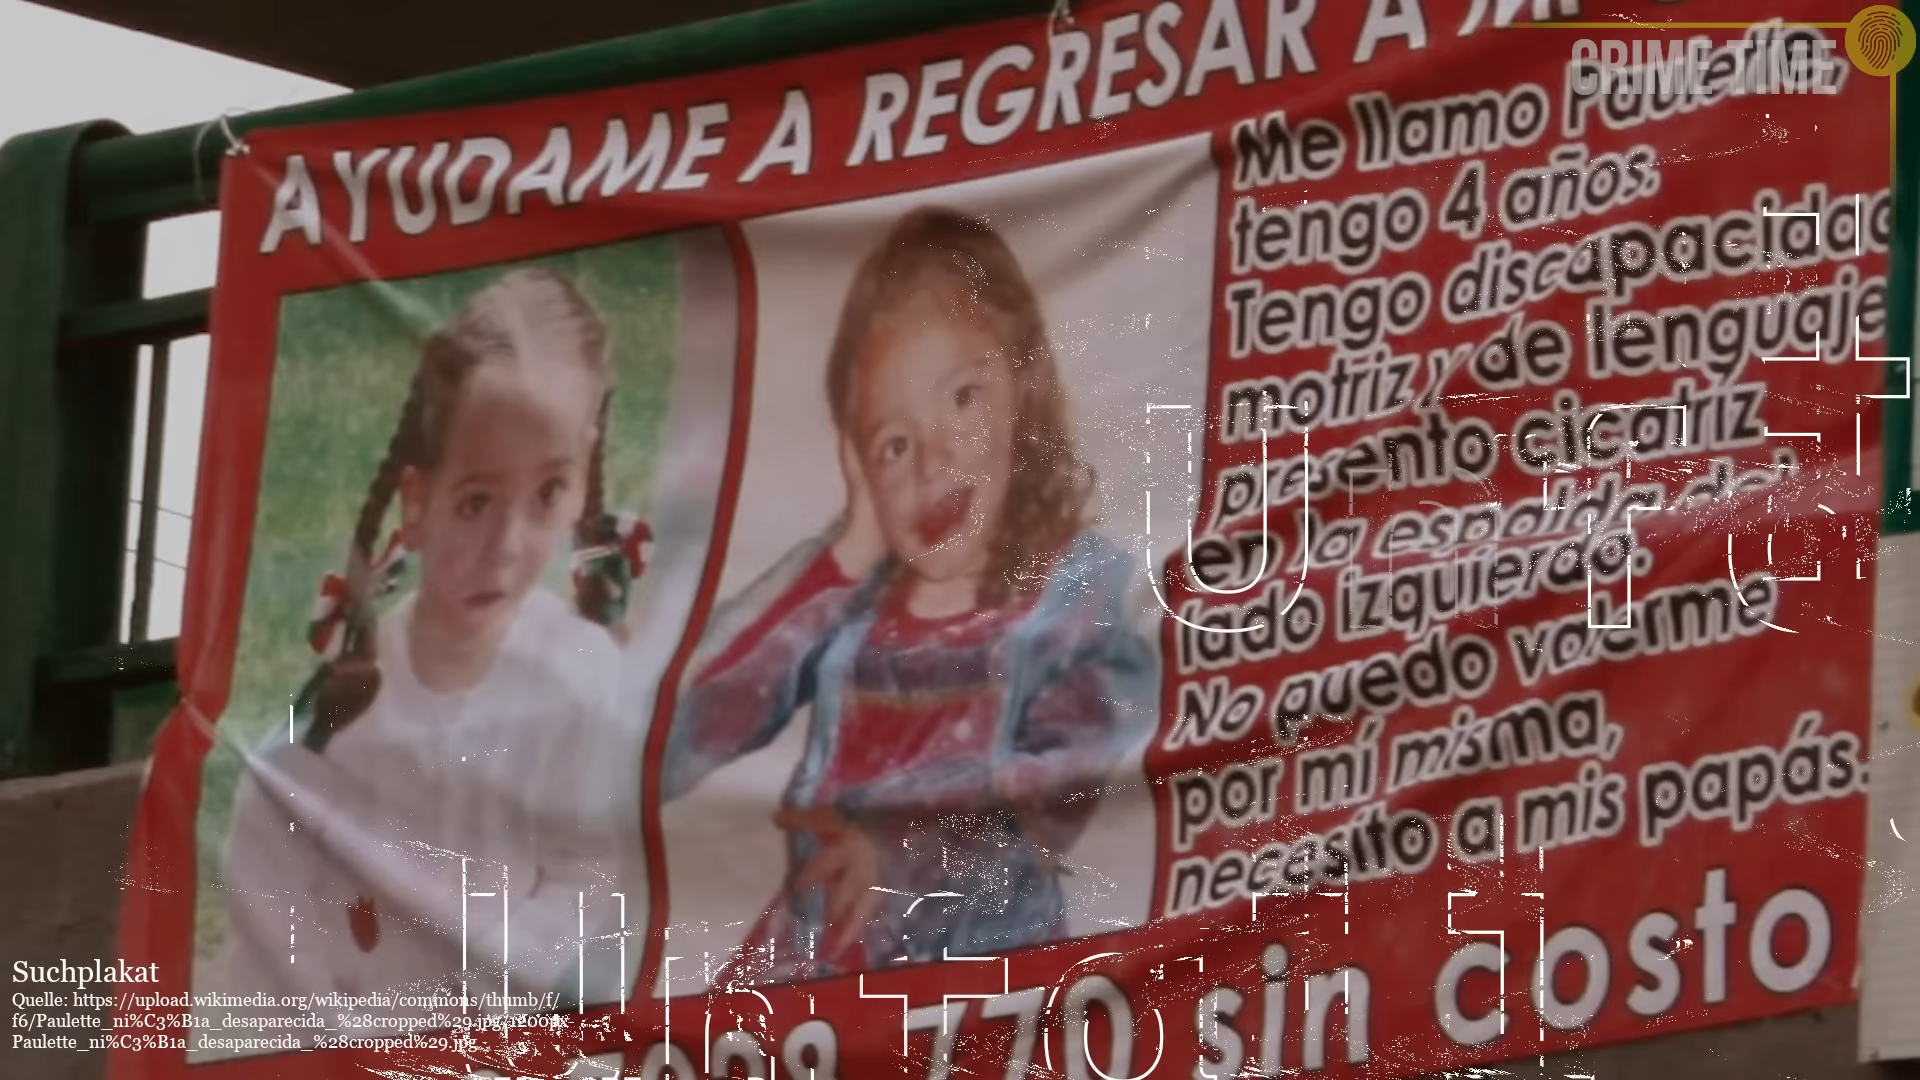 CRIME TIME
AYUDAME A REGRESAR A
Me llamo Paulette,
tengo 4 años.
Tengo discapacidad
motriz y de lenguaje
presento cicatriz
en la espalda del
lado izquierdo.
No puedo valerme
por mí misma,
necesito a mis papás.
770 sin costo
Suchplakat
Quelle: https://upload.wikimedia.org/wikipedia/commons/thumb/f/
f6/Paulette_ni%C3%B1a_desaparecida_%28cropped%29.jpg/1200px-
Paulette_ni%C3%B1a_desaparecida_%28cropped%29.jpg